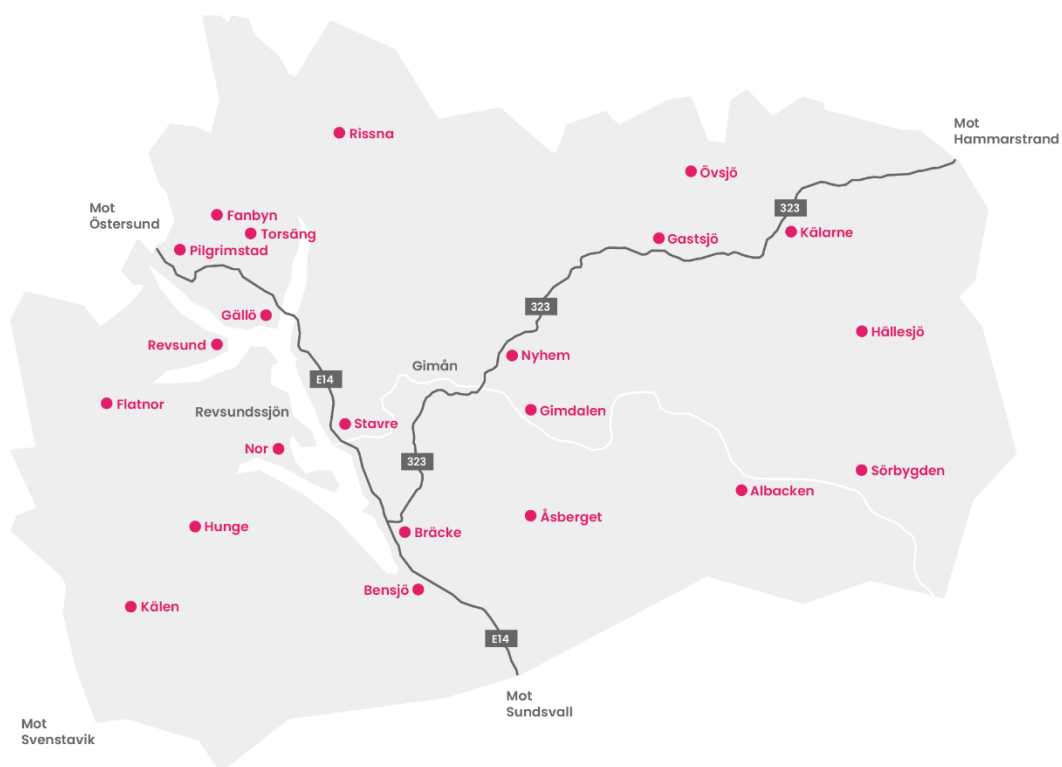 Rissna
Mot
Hammarstrand
Övsjö
Mot
Östersund
Fanbyn
323
Torsäng
Kälarne
Gastsjö
Pilgrimstad
323
Gällö
Hällesjö
Revsund
Nyhem
Gimån
E14
Flatnor
Revsundssjön
Gimdalen
Stavre
Nor
323
Sörbygden
Albacken
Åsberget
Hunge
Bräcke
Bensjö
Kälen
E14
Mot
Sundsvall
Mot
Svenstavik